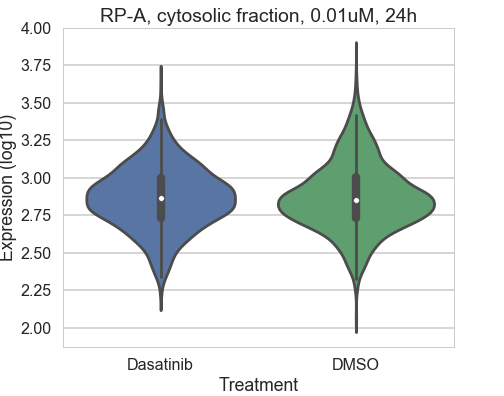 RP-A, cytosolic fraction, 0.01uM, 24h
4.00
3.75
3.50
3.25
3.00
2.75
2.50
2.25
2.00
Expression (log10)
Dasatinib
DMSO
Treatment